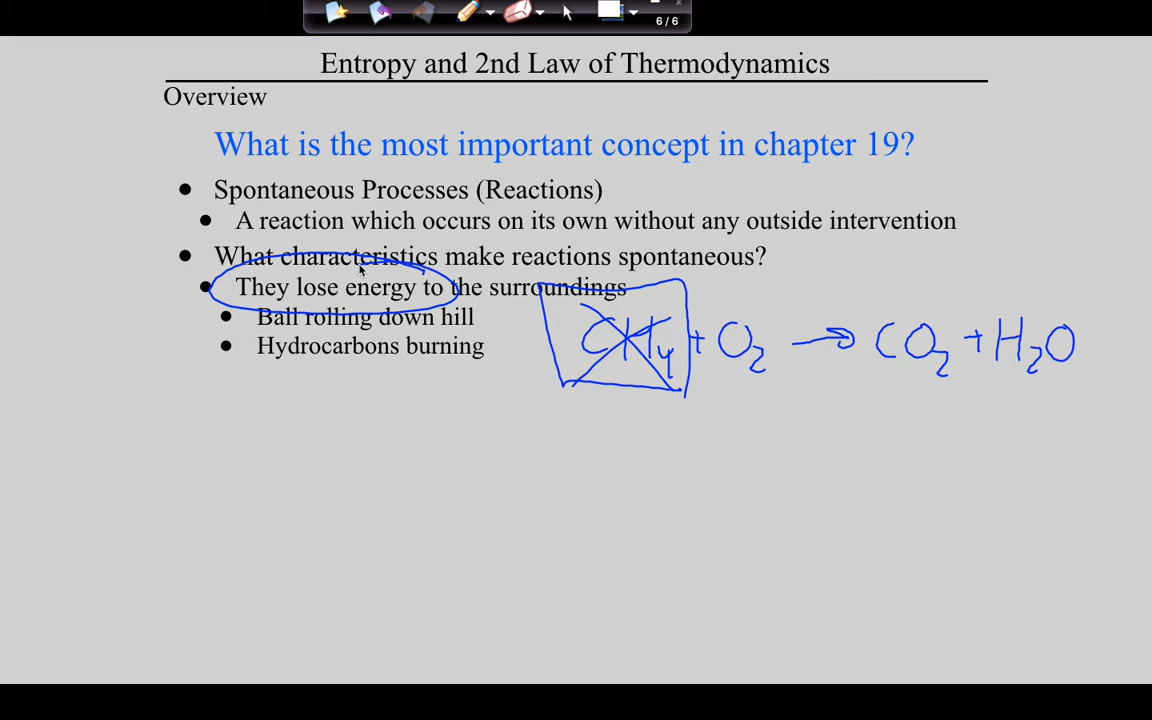 6/6
Entropy and 2nd Law of Thermodynamics
Overview
What is the most important concept in chapter 19?
• Spontaneous Processes (Reactions)
• A reaction which occurs on its own without any outside intervention
• What characteristics make reactions spontaneous?
• They lose energy to the surroundings
• Ball rolling down hill
• Hydrocarbons burning
CH₄ + O₂ → CO₂ + H₂O